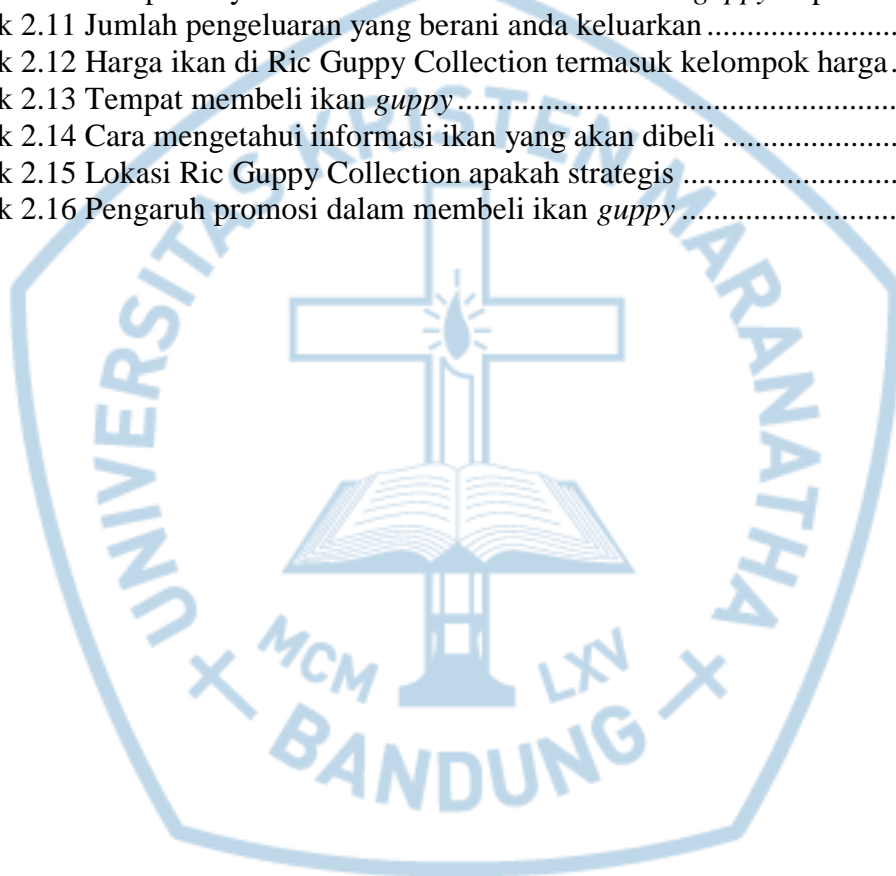 guppy
k 2.11 Jumlah pengeluaran yang berani anda keluarkan ........................
k 2.12 Harga ikan di Ric Guppy Collection termasuk kelompok harga .
k 2.13 Tempat membeli ikan guppy ........................................................
k 2.14 Cara mengetahui informasi ikan yang akan dibeli ......................
k 2.15 Lokasi Ric Guppy Collection apakah strategis ...........................
k 2.16 Pengaruh promosi dalam membeli ikan guppy ...........................
UNIVERSITAS KRISTEN MARANATHA
MCM LXV
BANDUNG